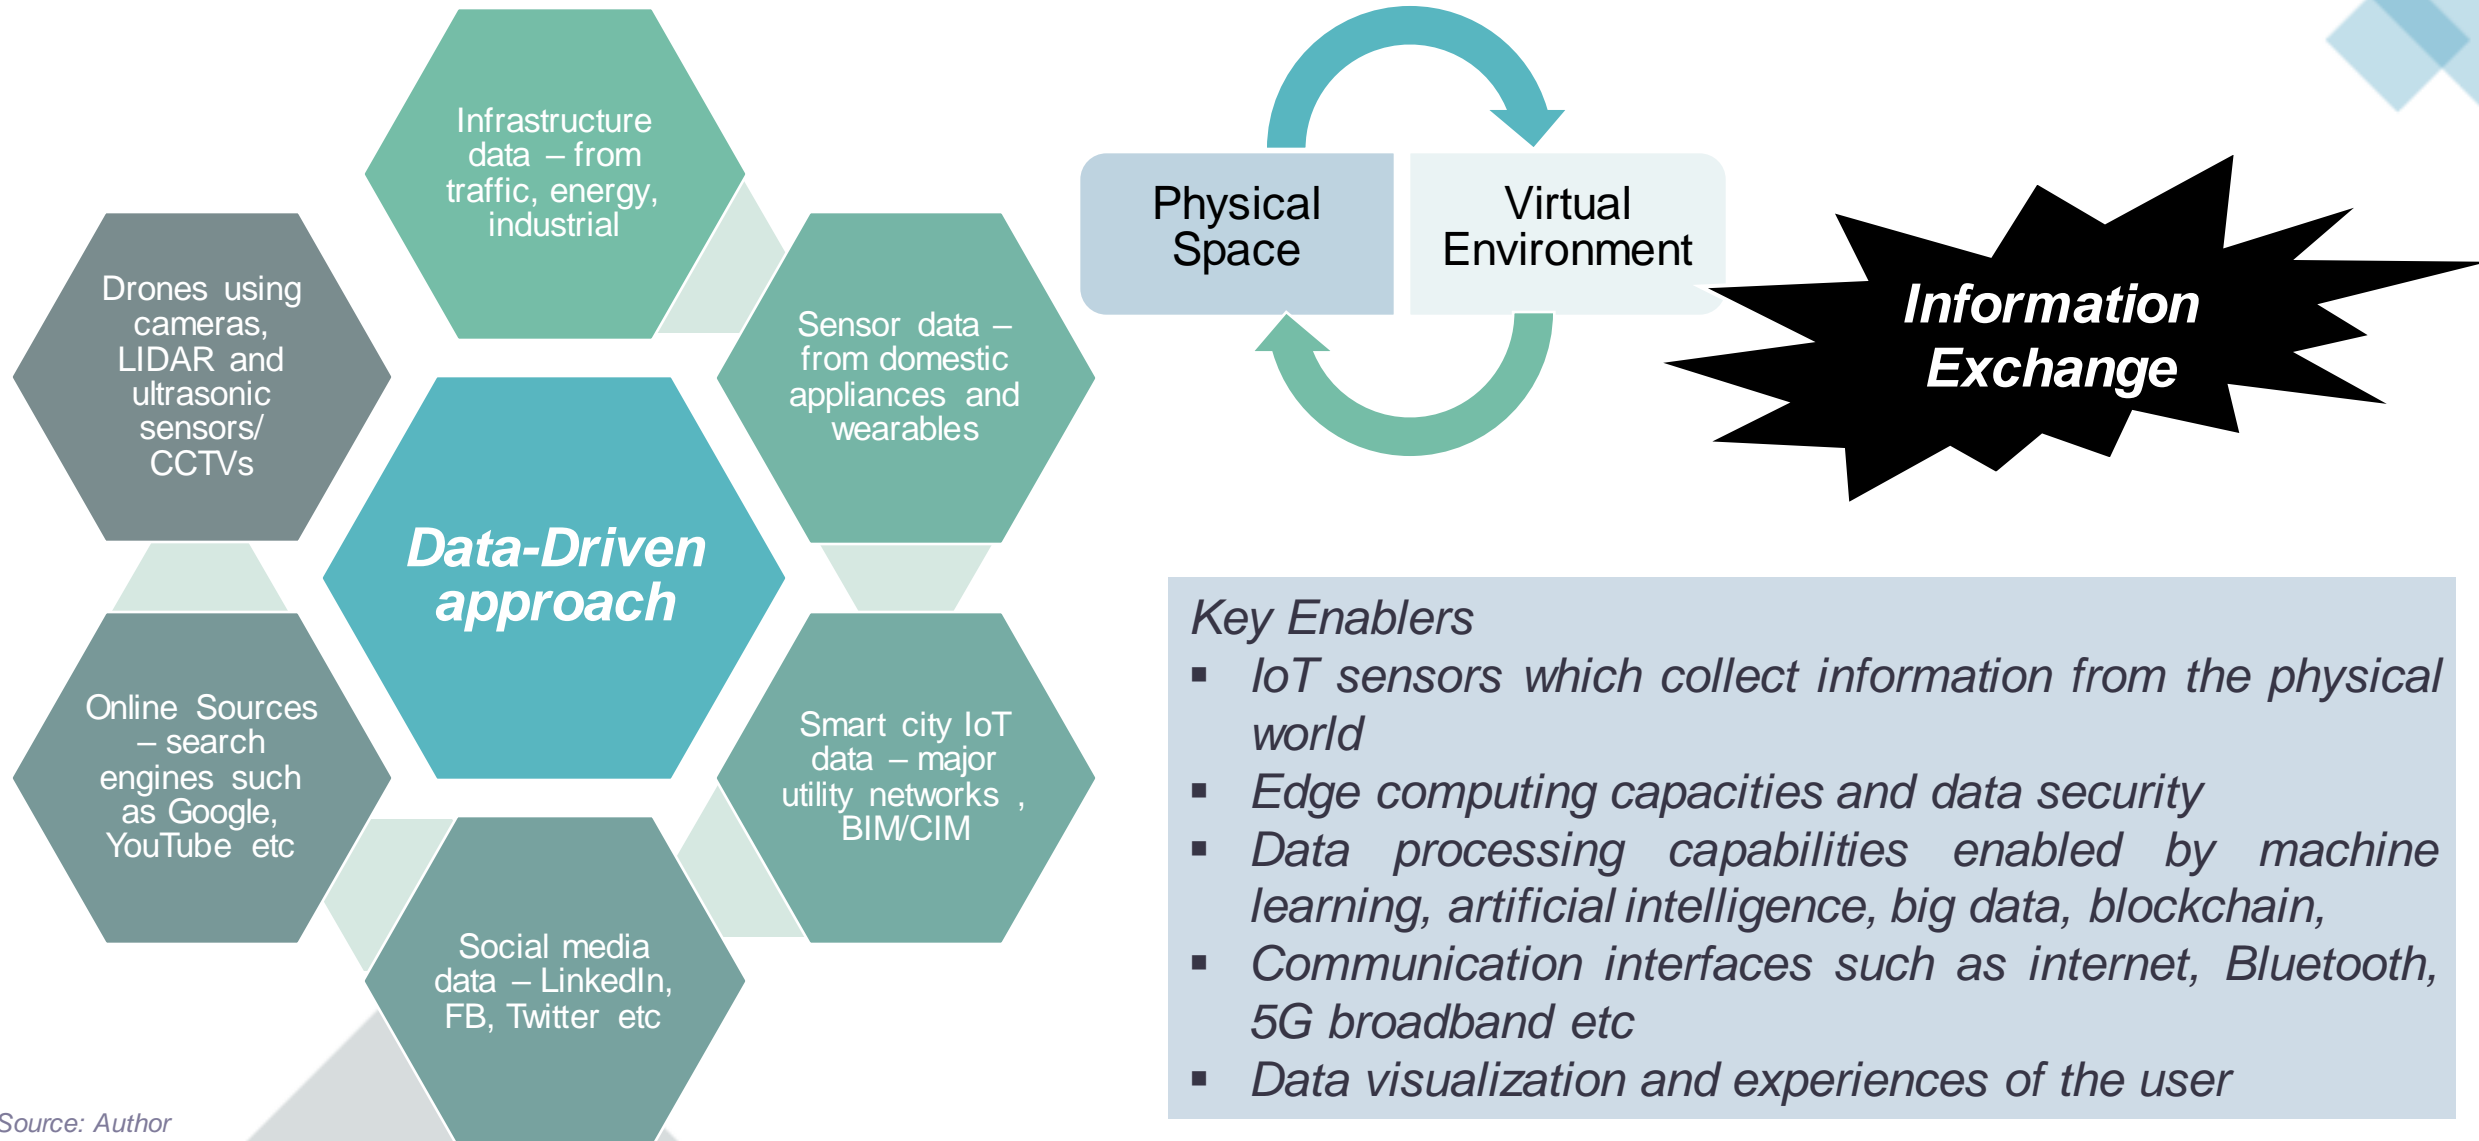 Infrastructure
data – from
traffic, energy,
industrial
Drones using
cameras,
LIDAR and
ultrasonic
sensors/
CCTVs
Sensor data –
from domestic
appliances and
wearables
Data-Driven
approach
Online Sources
– search
engines such
as Google,
YouTube etc
Smart city IoT
data – major
utility networks ,
BIM/CIM
Social media
data – LinkedIn,
FB, Twitter etc
Source: Author
Physical
Space
Virtual
Environment
Information
Exchange
Key Enablers
▪ IoT sensors which collect information from the physical
world
▪ Edge computing capacities and data security
▪ Data processing capabilities enabled by machine
learning, artificial intelligence, big data, blockchain,
▪ Communication interfaces such as internet, Bluetooth,
5G broadband etc
▪ Data visualization and experiences of the user